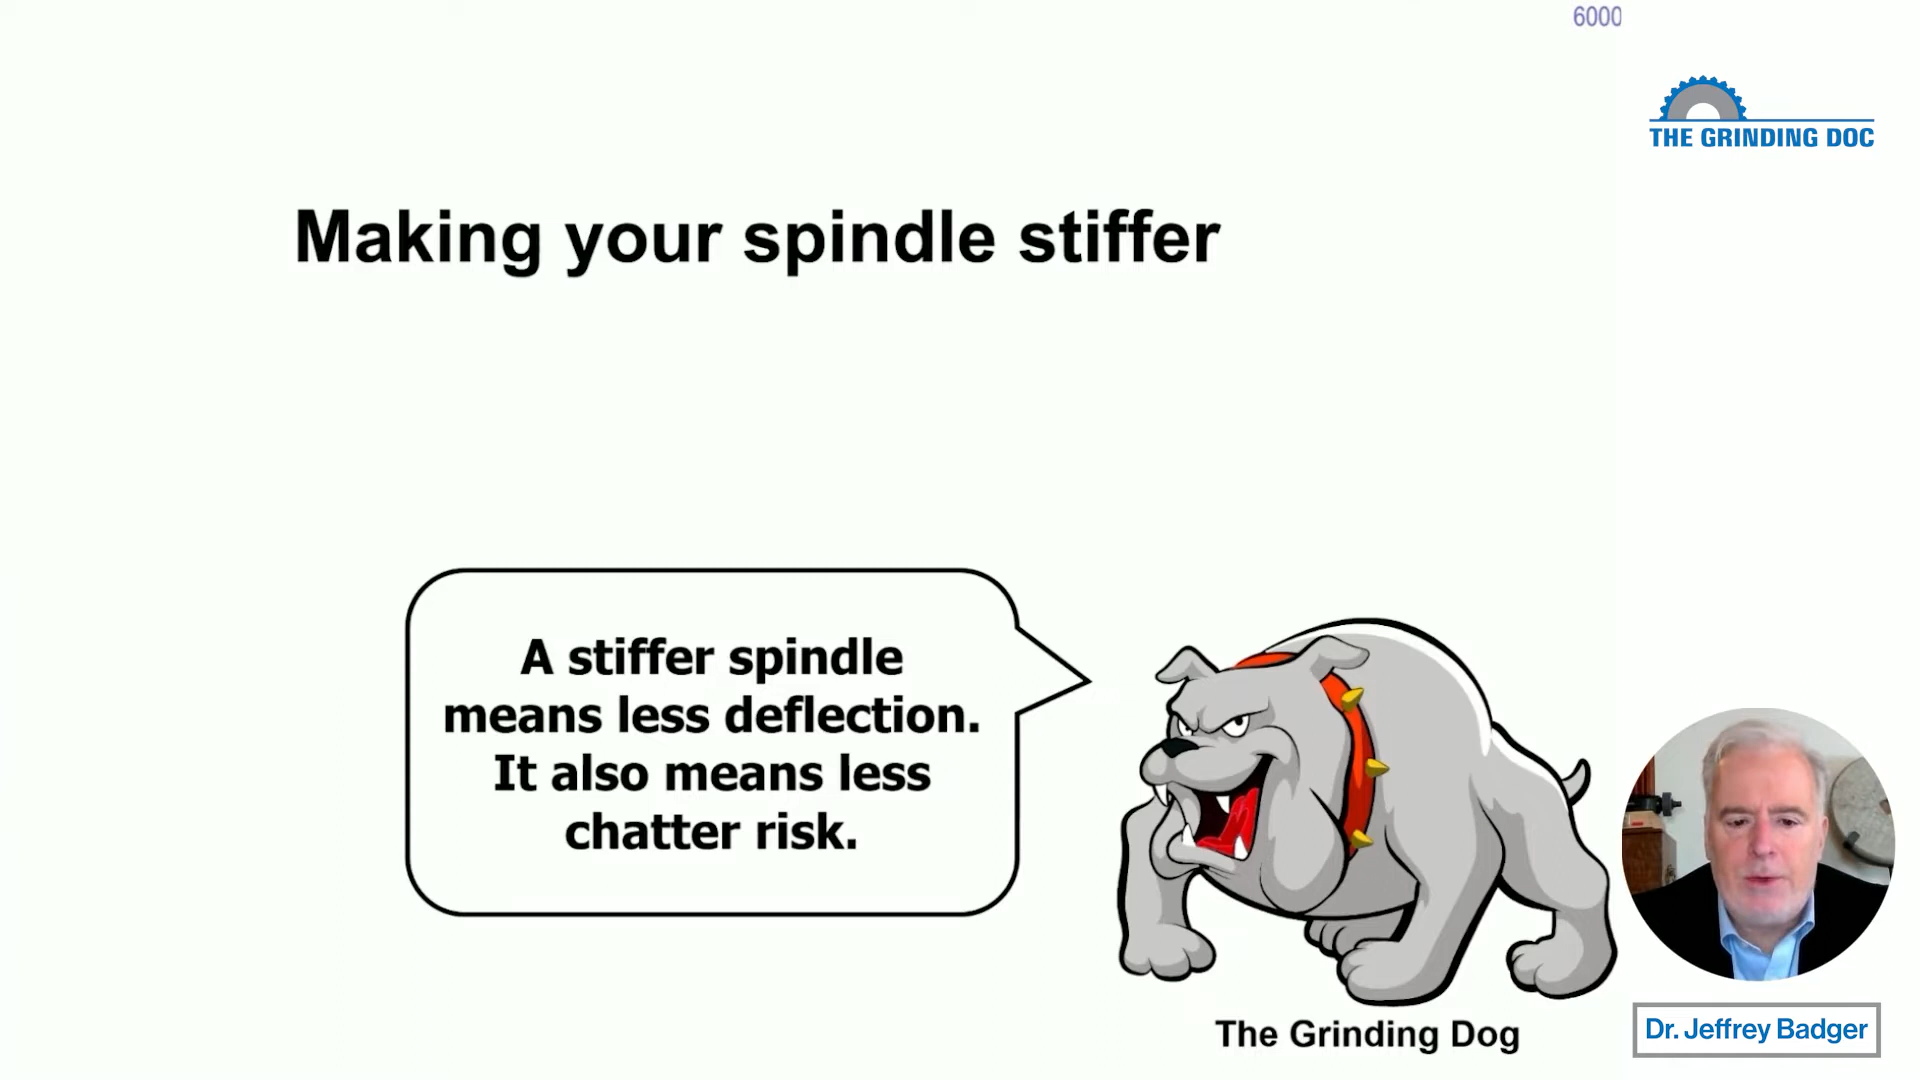 6000
THE GRINDING DOC
Making your spindle stiffer
A stiffer spindle
means less deflection.
It also means less
chatter risk.
The Grinding Dog
Dr. Jeffrey Badger